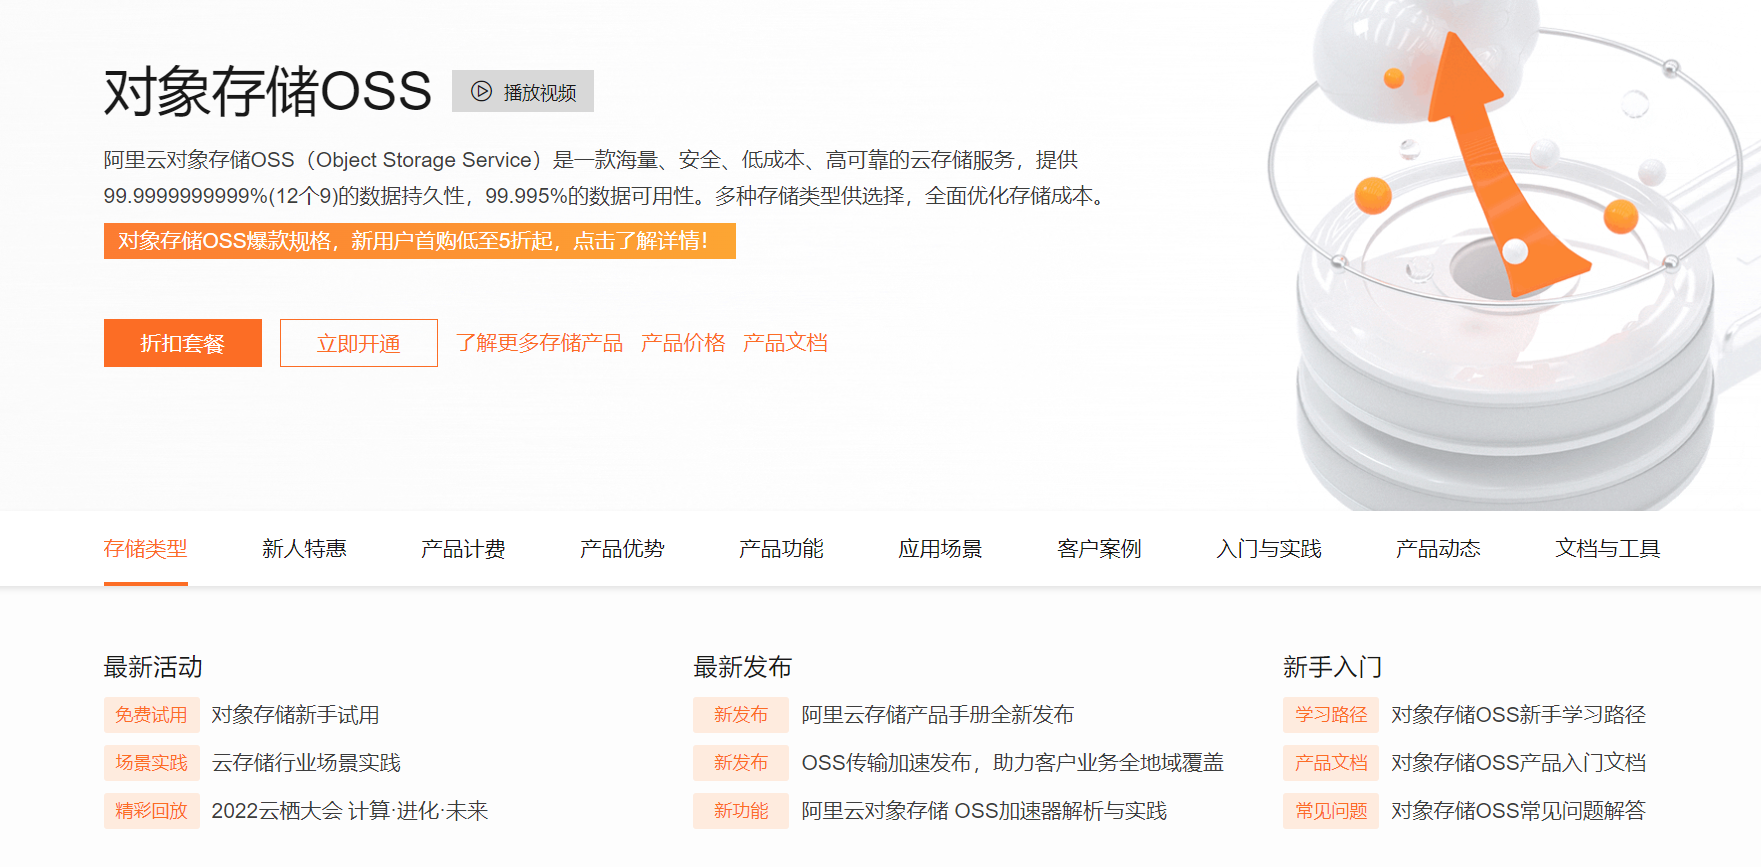 对象存储OSS
播放视频
阿里云对象存储OSS（Object Storage Service）是一款海量、安全、低成本、高可靠的云存储服务，提供
99.9999999999%(12个9)的数据持久性，99.995%的数据可用性。多种存储类型供选择，全面优化存储成本。
对象存储OSS爆款规格，新用户首购低至5折起，点击了解详情！
折扣套餐 立即开通 了解更多存储产品 产品价格 产品文档
存储类型 新人特惠 产品计费 产品优势 产品功能 应用场景 客户案例 入门与实践 产品动态 文档与工具
最新活动
免费试用 对象存储新手试用
场景实践 云存储行业场景实践
精彩回放 2022云栖大会 计算·进化·未来
最新发布
新发布 阿里云存储产品手册全新发布
新发布 OSS传输加速发布，助力客户业务全地域覆盖
新功能 阿里云对象存储 OSS加速器解析与实践
新手入门
学习路径 对象存储OSS新手学习路径
产品文档 对象存储OSS产品入门文档
常见问题 对象存储OSS常见问题解答